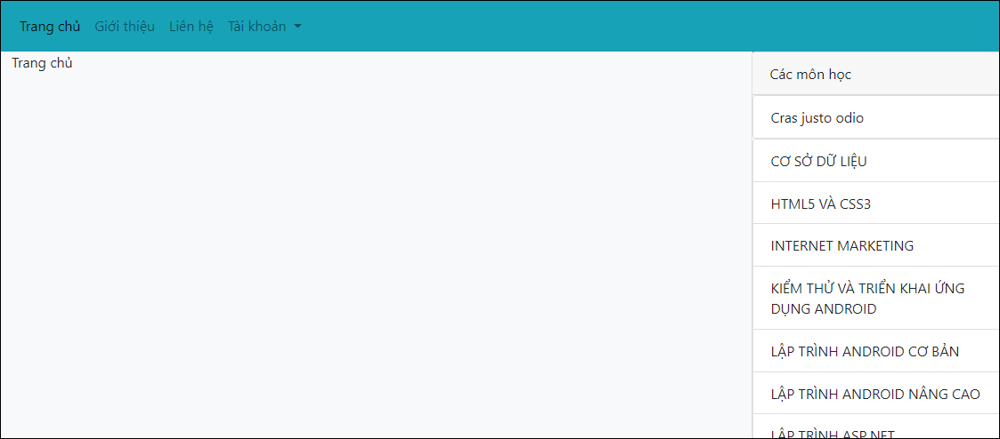 Trang chủ Giới thiệu Liên hệ Tài khoản
Trang chủ
Các môn học
Cras justo odio
CƠ SỞ DỮ LIỆU
HTML5 VÀ CSS3
INTERNET MARKETING
KIỂM THỬ VÀ TRIỂN KHAI ỨNG
DỤNG ANDROID
LẬP TRÌNH ANDROID CƠ BẢN
LẬP TRÌNH ANDROID NÂNG CAO
LẬP TRÌNH ASP.NET